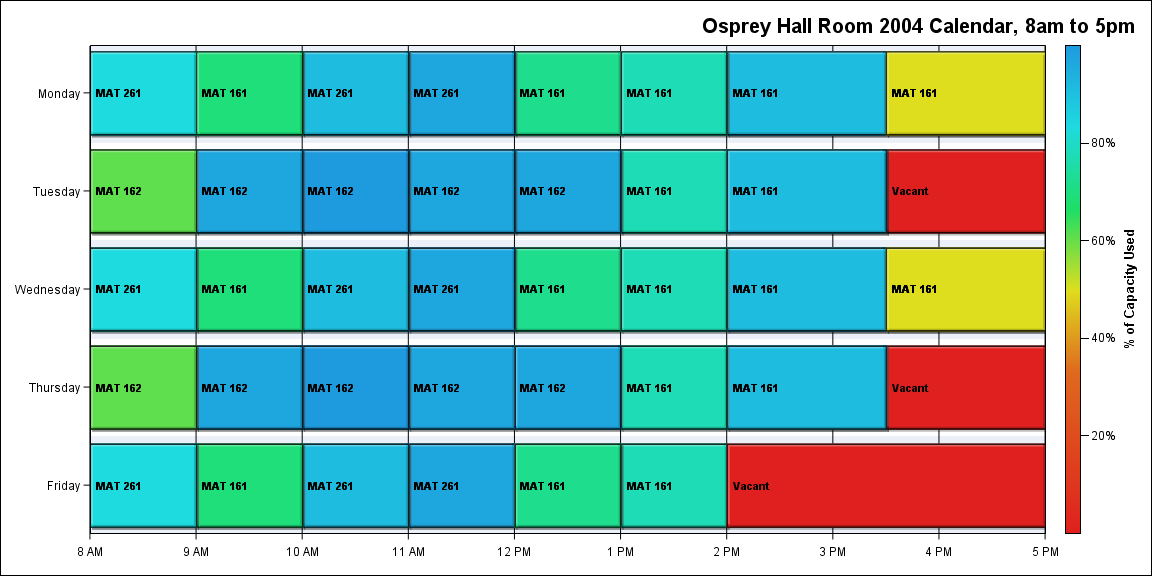 Osprey Hall Room 2004 Calendar, 8am to 5pm
Monday MAT 261 MAT 161 MAT 261 MAT 261 MAT 161 MAT 161 MAT 161 MAT 161
80%
Tuesday MAT 162 MAT 162 MAT 162 MAT 162 MAT 162 MAT 161 MAT 161 Vacant
60%
Wednesday MAT 261 MAT 161 MAT 261 MAT 261 MAT 161 MAT 161 MAT 161 MAT 161
% of Capacity Used
40%
Thursday MAT 162 MAT 162 MAT 162 MAT 162 MAT 162 MAT 161 MAT 161 Vacant
20%
Friday MAT 261 MAT 161 MAT 261 MAT 261 MAT 161 MAT 161 Vacant
8 AM 9 AM 10 AM 11 AM 12 PM 1 PM 2 PM 3 PM 4 PM 5 PM